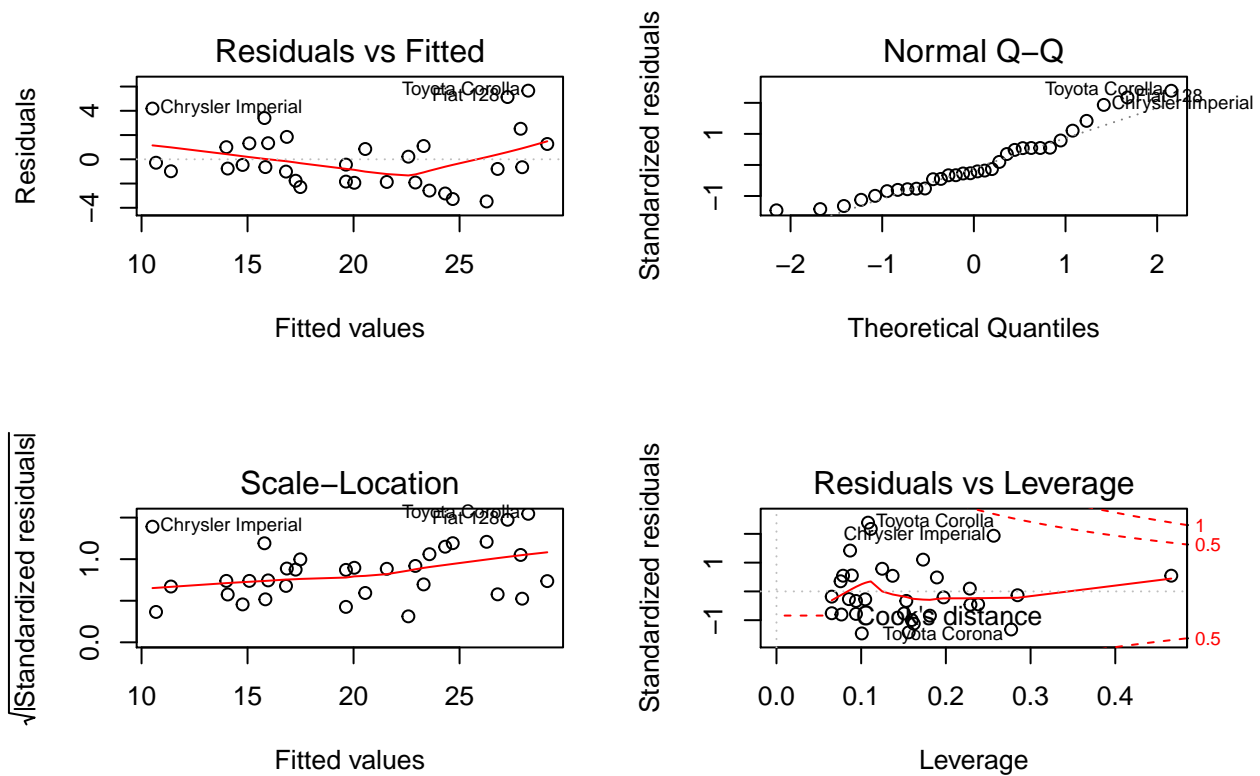 Residuals vs Fitted
Residuals
4
0
−4
Toyota Corolla
Fiat 128
Chrysler Imperial
10 15 20 25
Fitted values
Normal Q−Q
Standardized residuals
1
−1
Toyota Corolla
Fiat 128
Chrysler Imperial
−2 −1 0 1 2
Theoretical Quantiles
Scale−Location
√|Standardized residuals|
1.0
0.0
Toyota Corolla
Fiat 128
Chrysler Imperial
10 15 20 25
Fitted values
Residuals vs Leverage
Standardized residuals
1
−1
Toyota Corolla
Chrysler Imperial
Cook's distance
Toyota Corona
1
0.5
0.5
0.0 0.1 0.2 0.3 0.4
Leverage